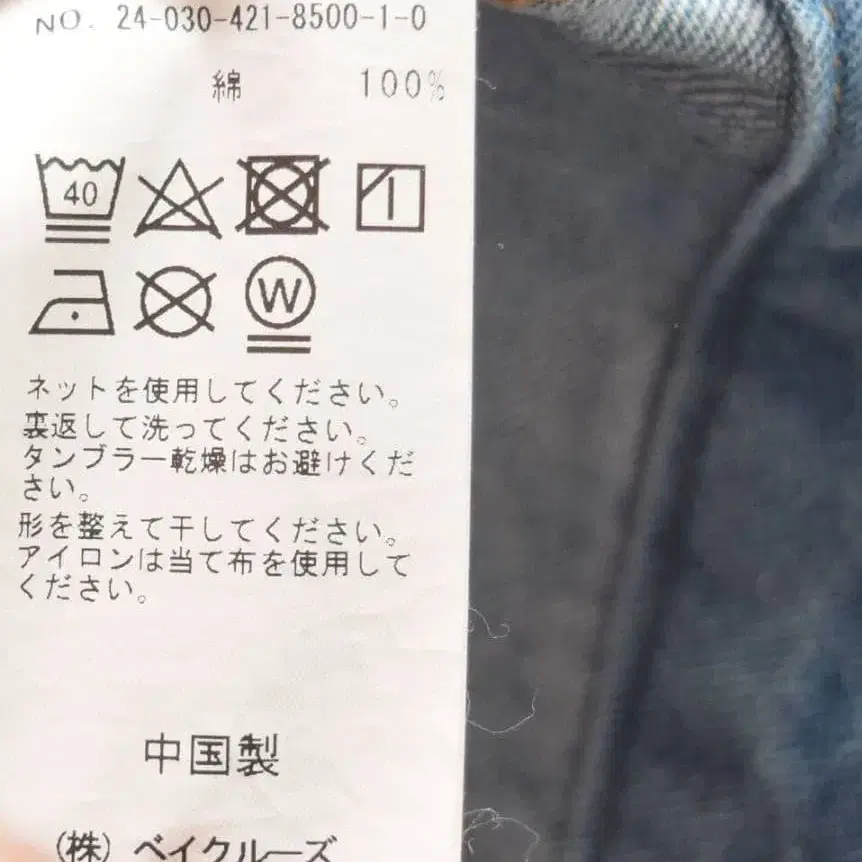 NO. 24-030-421-8500-1-0
綿 100%
40
W
ネットを使用してください。
裏返して洗ってください。
タンブラー乾燥はお避けくだ
さい。
形を整えて干してください。
アイロンは当て布を使用して
ください。
中国製
(株) ベイクルーズ